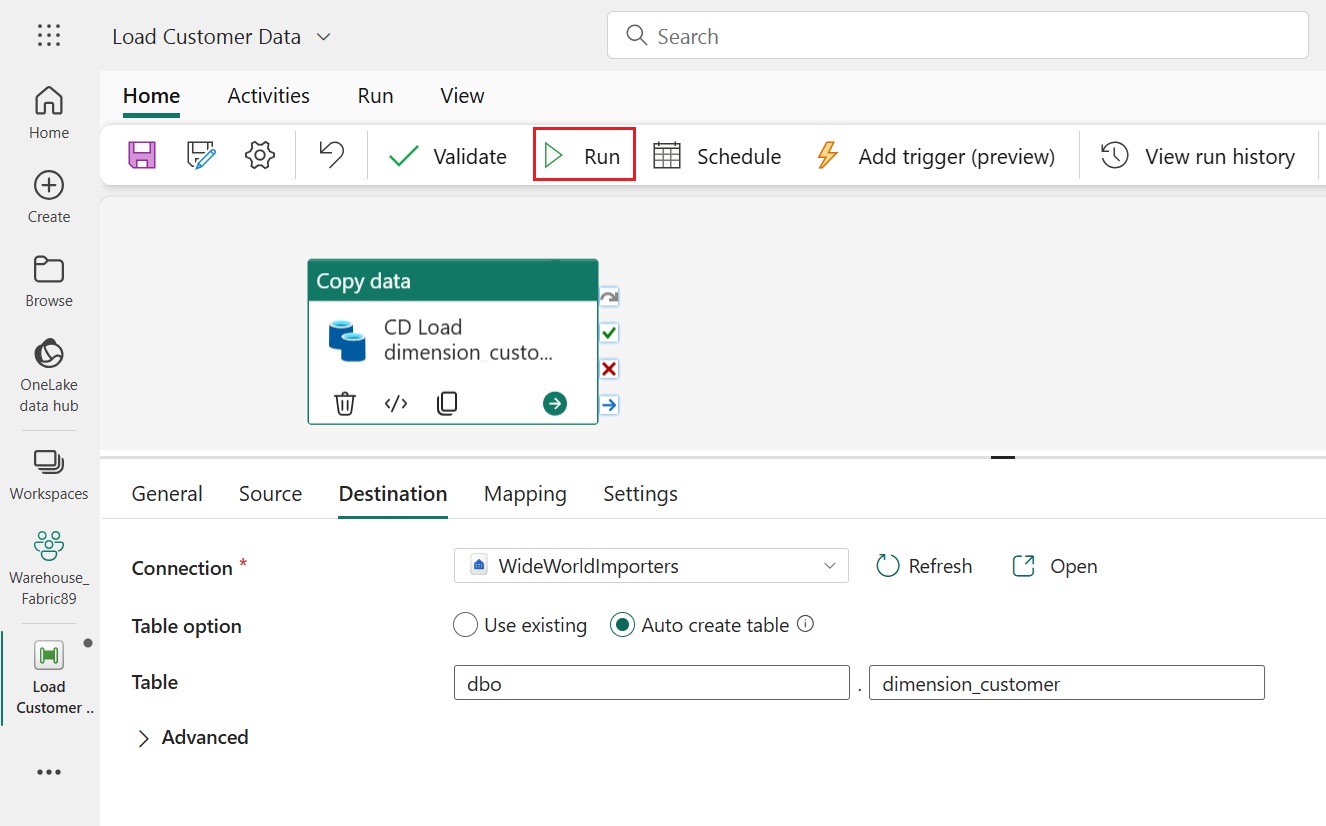 Load Customer Data
Search
Home
Activities
Run
View
Validate
Run
Schedule
Add trigger (preview)
View run history
Home
Create
Browse
OneLake
data hub
Workspaces
Warehouse_
Fabric89
Load
Customer ..
Copy data
CD Load
dimension_custo...
General
Source
Destination
Mapping
Settings
Connection *
WideWorldImporters
Refresh
Open
Table option
Use existing
Auto create table
Table
dbo
.
dimension_customer
Advanced